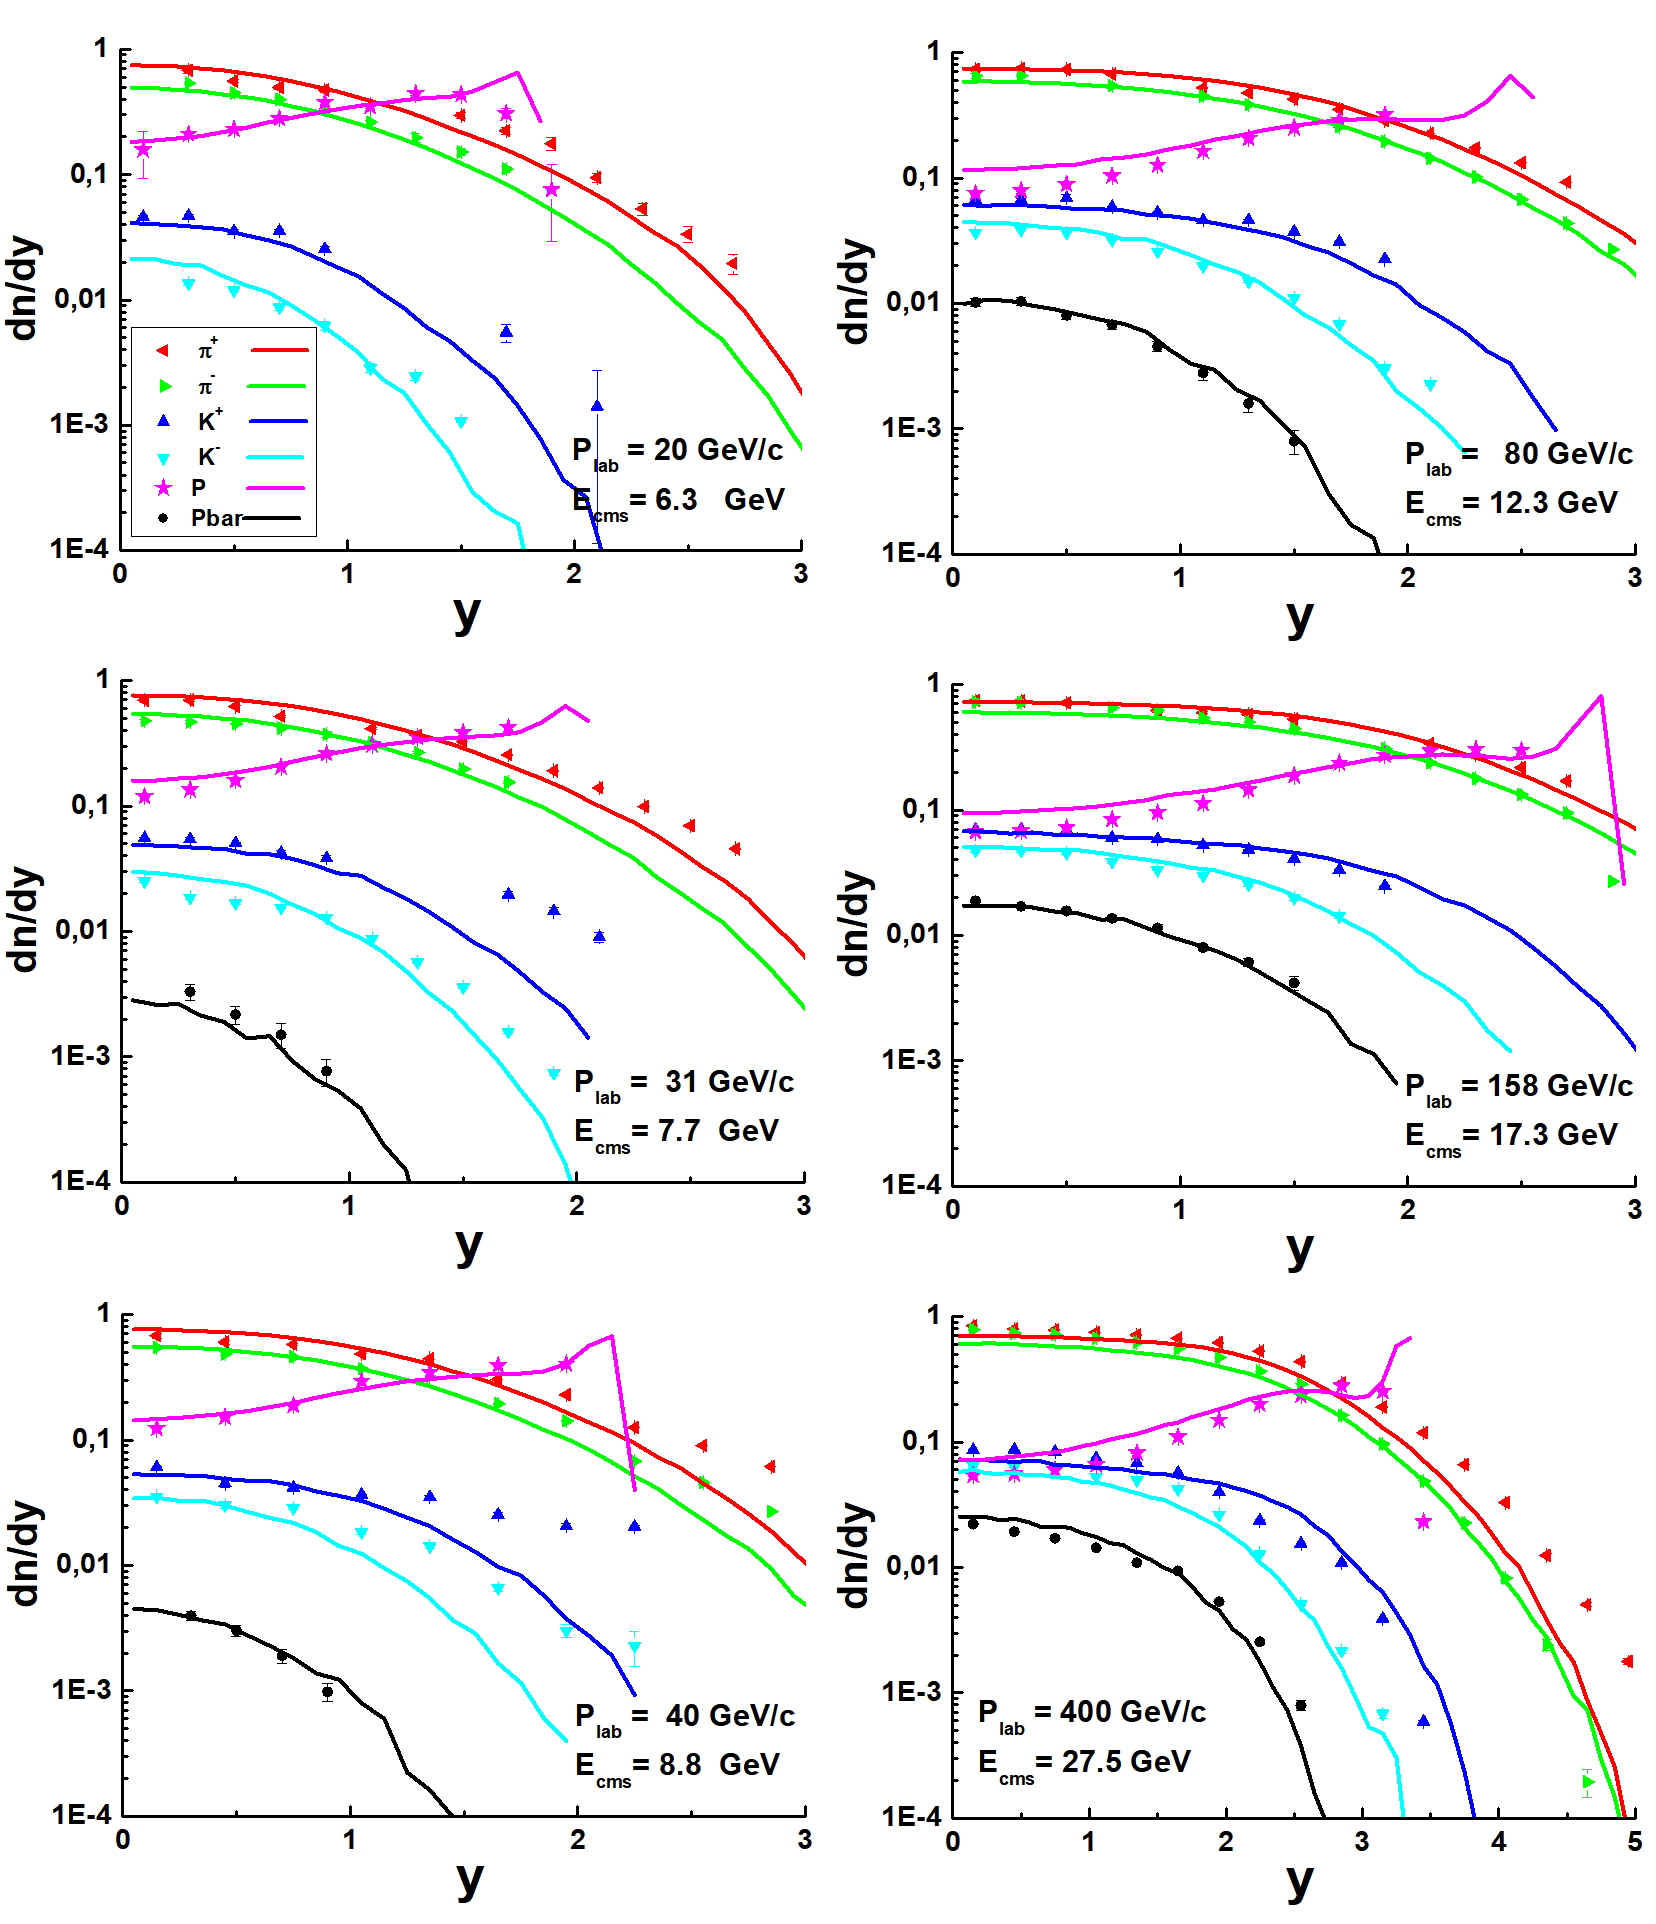 1
0,1
0,01
1E-3
1E-4
dn/dy
π+
π-
K+
K-
P
Pbar
Plab = 20 GeV/c
Ecms = 6.3 GeV
0 1 2 3
y
1
0,1
0,01
1E-3
1E-4
dn/dy
Plab = 80 GeV/c
Ecms = 12.3 GeV
0 1 2 3
y
1
0,1
0,01
1E-3
1E-4
dn/dy
Plab = 31 GeV/c
Ecms = 7.7 GeV
0 1 2 3
y
1
0,1
0,01
1E-3
1E-4
dn/dy
Plab = 158 GeV/c
Ecms = 17.3 GeV
0 1 2 3
y
1
0,1
0,01
1E-3
1E-4
dn/dy
Plab = 40 GeV/c
Ecms = 8.8 GeV
0 1 2 3
y
1
0,1
0,01
1E-3
1E-4
dn/dy
Plab = 400 GeV/c
Ecms = 27.5 GeV
0 1 2 3 4 5
y